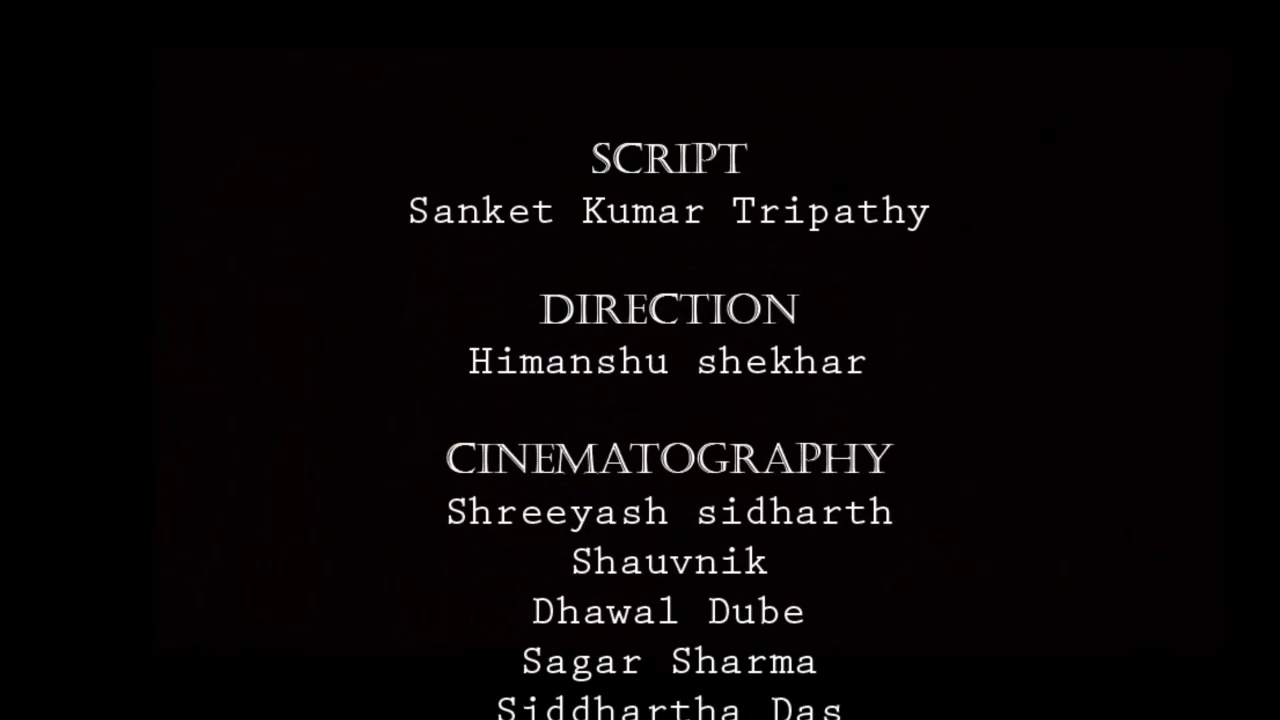 SCRIPT
Sanket Kumar Tripathy
DIRECTION
Himanshu shekhar
CINEMATOGRAPHY
Shreeyash sidharth
Shauvnik
Dhawal Dube
Sagar Sharma
Siddhartha Das